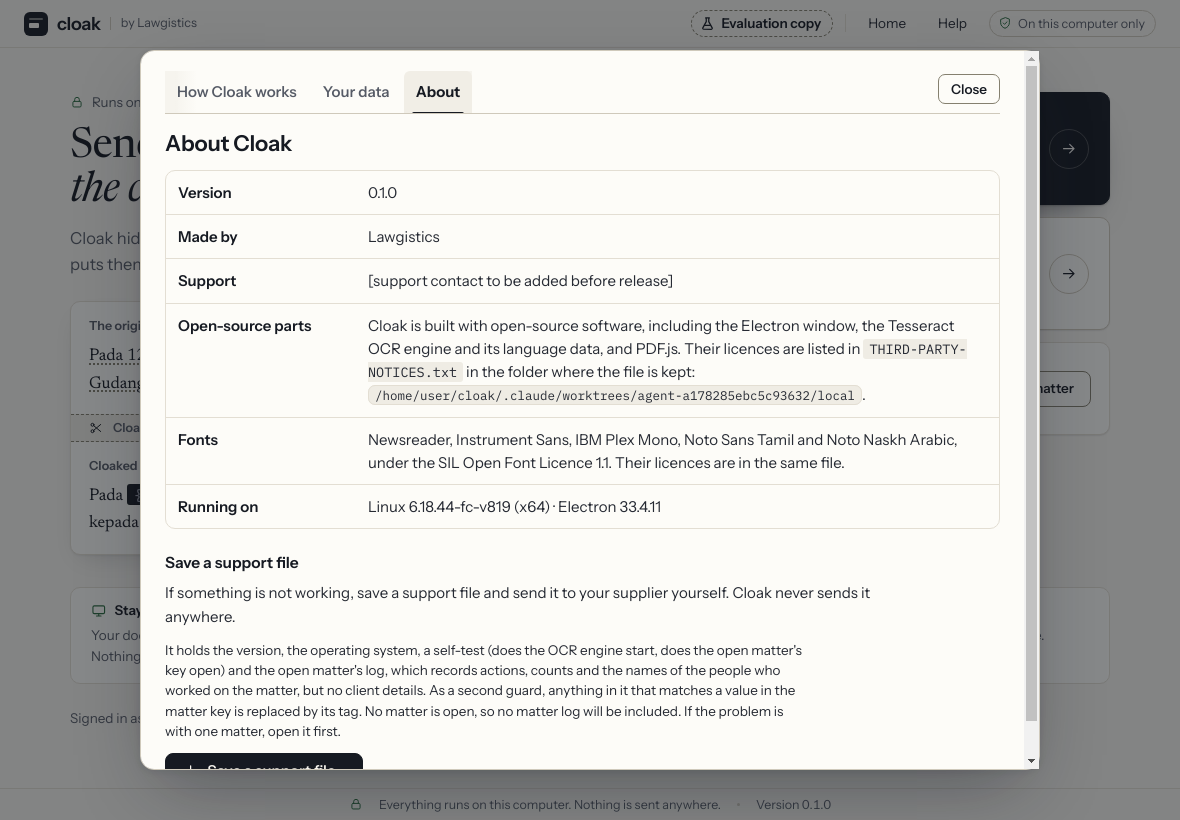 cloak by Lawgistics
Evaluation copy
Home
Help
On this computer only
Runs on
Send
the c
Cloak hid
puts then
The origi
Pada 12
Gudang
Cloa
Cloaked
Pada
kepada
Stay
Your doc
Nothing
Signed in as
atter
How Cloak works
Your data
About
Close
About Cloak
Version 0.1.0
Made by Lawgistics
Support [support contact to be added before release]
Open-source parts Cloak is built with open-source software, including the Electron window, the Tesseract
OCR engine and its language data, and PDF.js. Their licences are listed in THIRD-PARTY-
NOTICES.txt in the folder where the file is kept:
/home/user/cloak/.claude/worktrees/agent-a178285ebc5c93632/local .
Fonts Newsreader, Instrument Sans, IBM Plex Mono, Noto Sans Tamil and Noto Naskh Arabic,
under the SIL Open Font Licence 1.1. Their licences are in the same file.
Running on Linux 6.18.44-fc-v819 (x64) · Electron 33.4.11
Save a support file
If something is not working, save a support file and send it to your supplier yourself. Cloak never sends it
anywhere.
It holds the version, the operating system, a self-test (does the OCR engine start, does the open matter's
key open) and the open matter's log, which records actions, counts and the names of the people who
worked on the matter, but no client details. As a second guard, anything in it that matches a value in the
matter key is replaced by its tag. No matter is open, so no matter log will be included. If the problem is
with one matter, open it first.
Save a support file
Everything runs on this computer. Nothing is sent anywhere. · Version 0.1.0